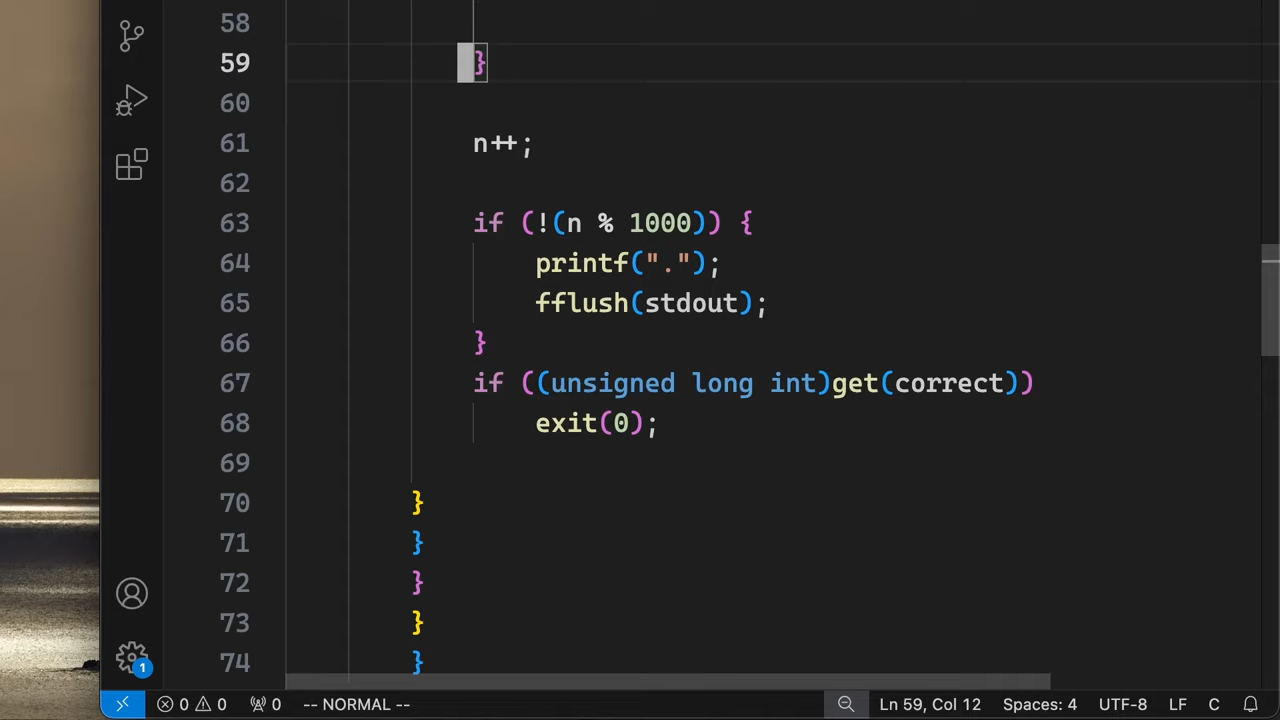 58
59 }
60
61 n++;
62
63 if (!(n % 1000)) {
64 printf(".");
65 fflush(stdout);
66 }
67 if ((unsigned long int)get(correct))
68 exit(0);
69
70 }
71 }
72 }
73 }
74 }
1
0 0 0 -- NORMAL -- Ln 59, Col 12 Spaces: 4 UTF-8 LF C